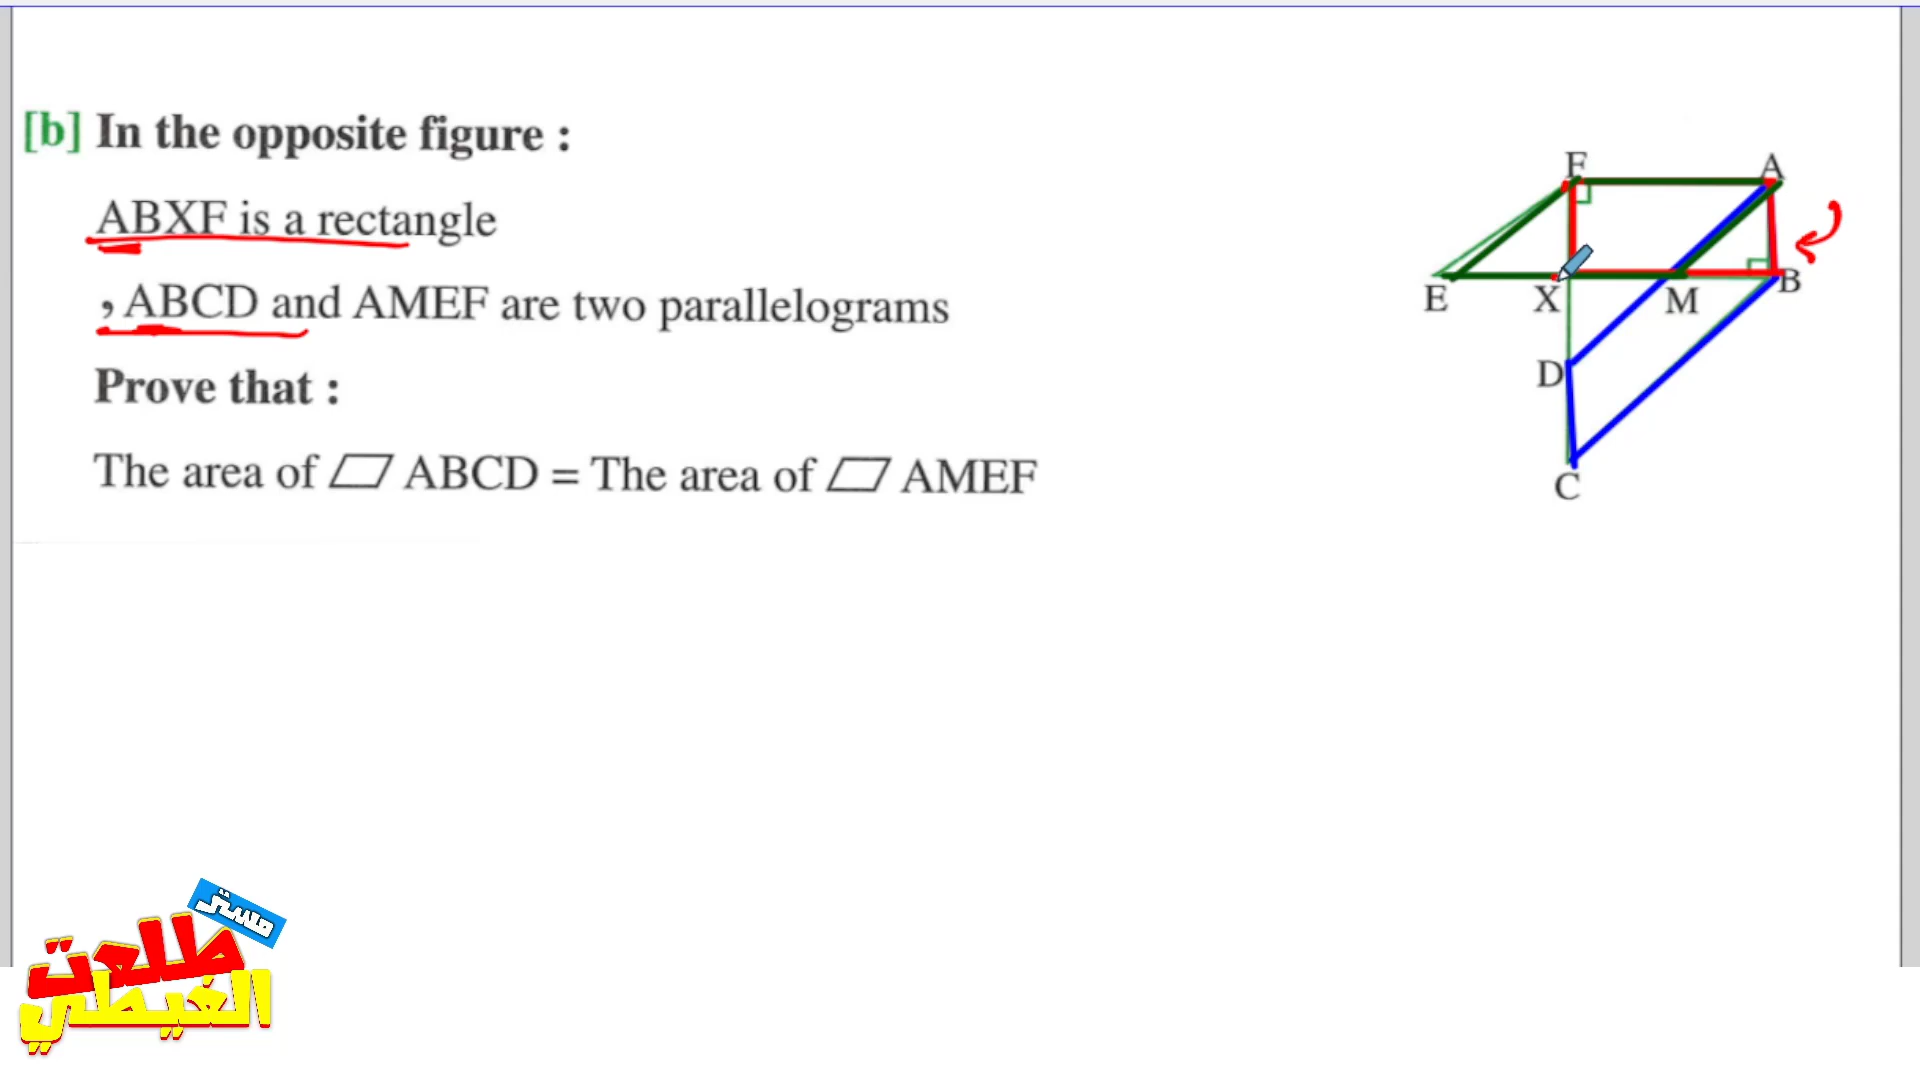 [b] In the opposite figure :
ABXF is a rectangle
, ABCD and AMEF are two parallelograms
Prove that :
The area of ▱ ABCD = The area of ▱ AMEF
F A
E X M B
D
C
مستر
طلعت
الغيطي